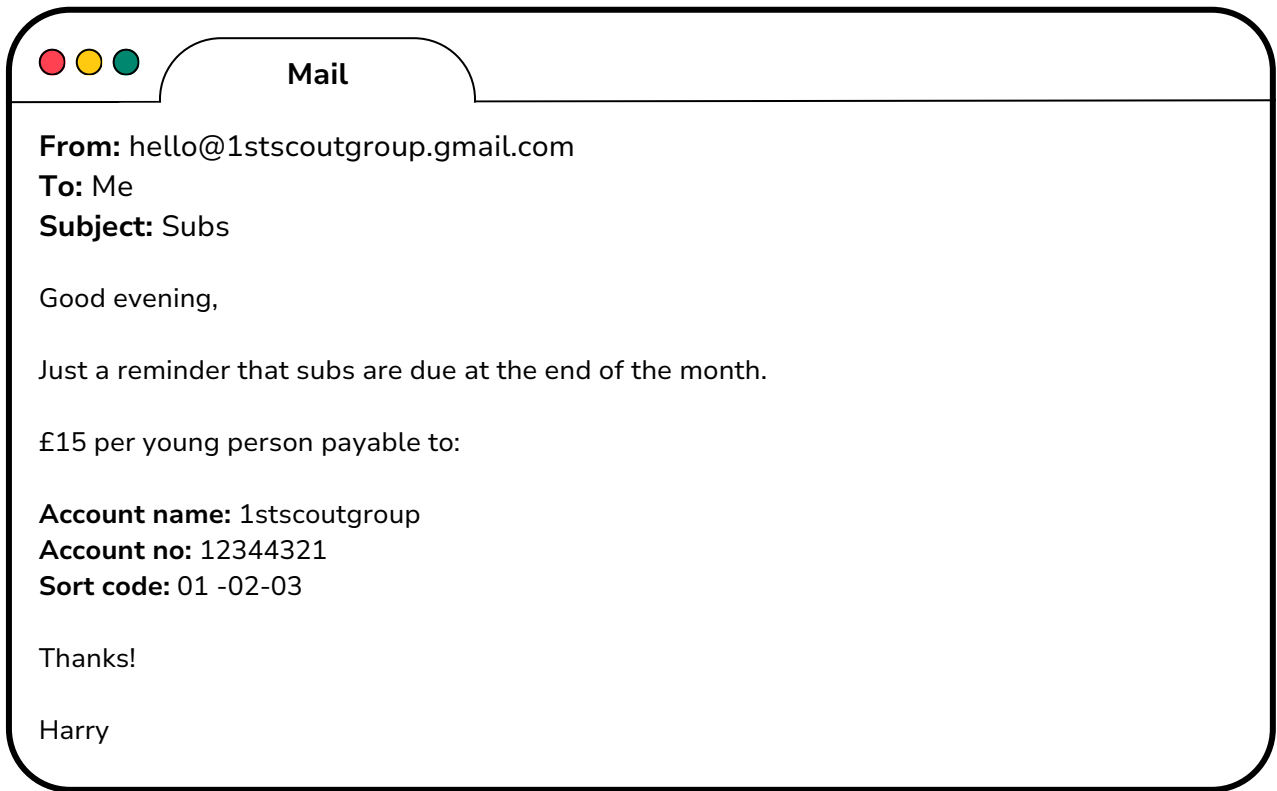 Mail
From: hello@1stscoutgroup.gmail.com
To: Me
Subject: Subs
Good evening,
Just a reminder that subs are due at the end of the month.
£15 per young person payable to:
Account name: 1stscoutgroup
Account no: 12344321
Sort code: 01 -02-03
Thanks!
Harry